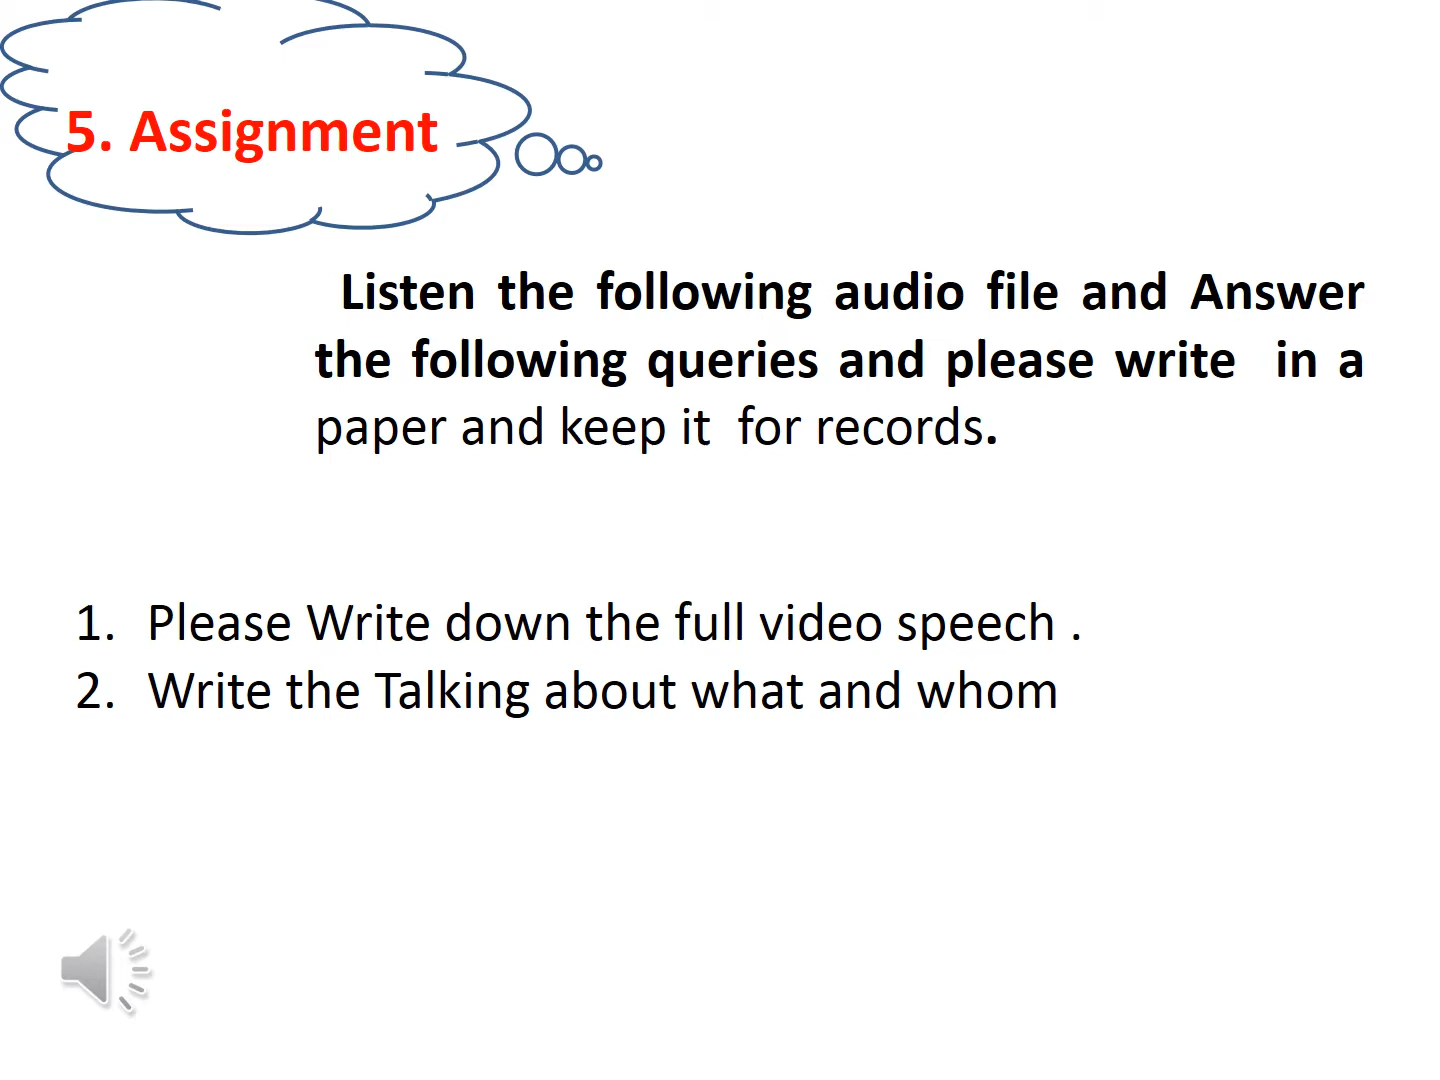 5. Assignment
Listen the following audio file and Answer
the following queries and please write in a
paper and keep it for records.
1. Please Write down the full video speech .
2. Write the Talking about what and whom